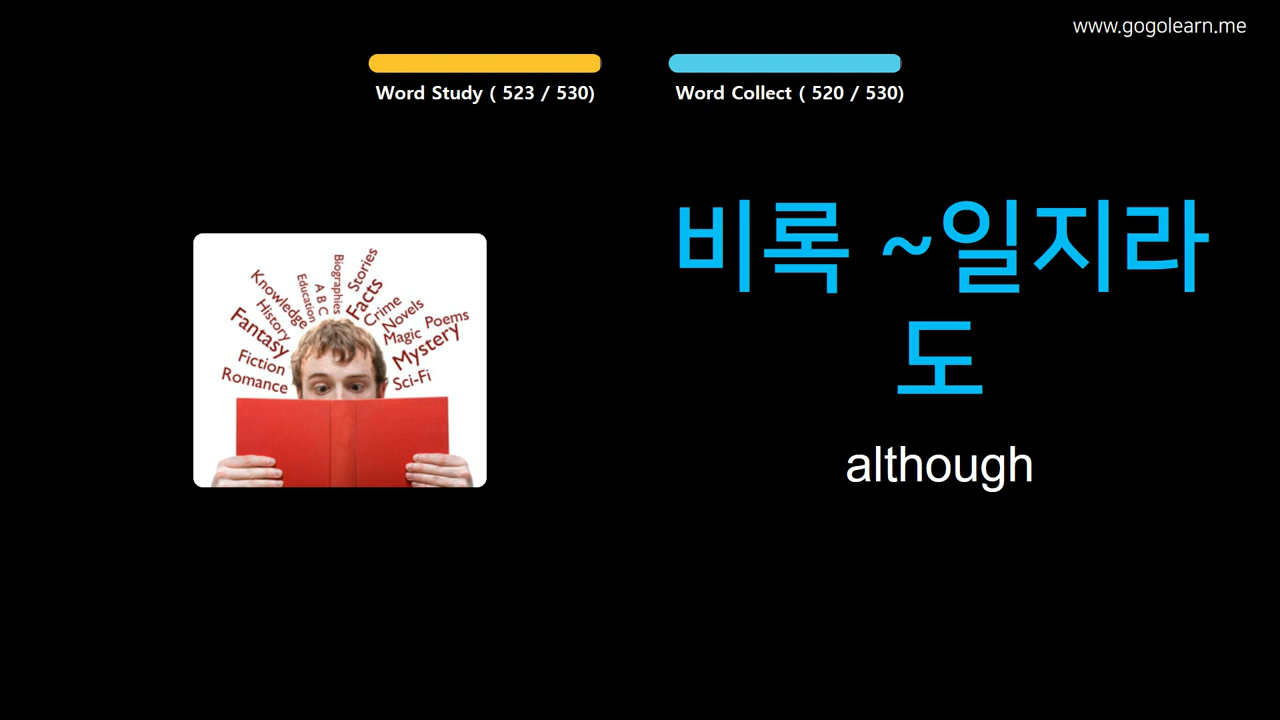 www.gogolearn.me
Word Study ( 523 / 530)
Word Collect ( 520 / 530)
비록 ~일지라
도
although
Stories
Biographies
Facts
A B C
Education
Knowledge
History
Fantasy
Fiction
Romance
Crime
Novels
Magic
Poems
Mystery
Sci-Fi